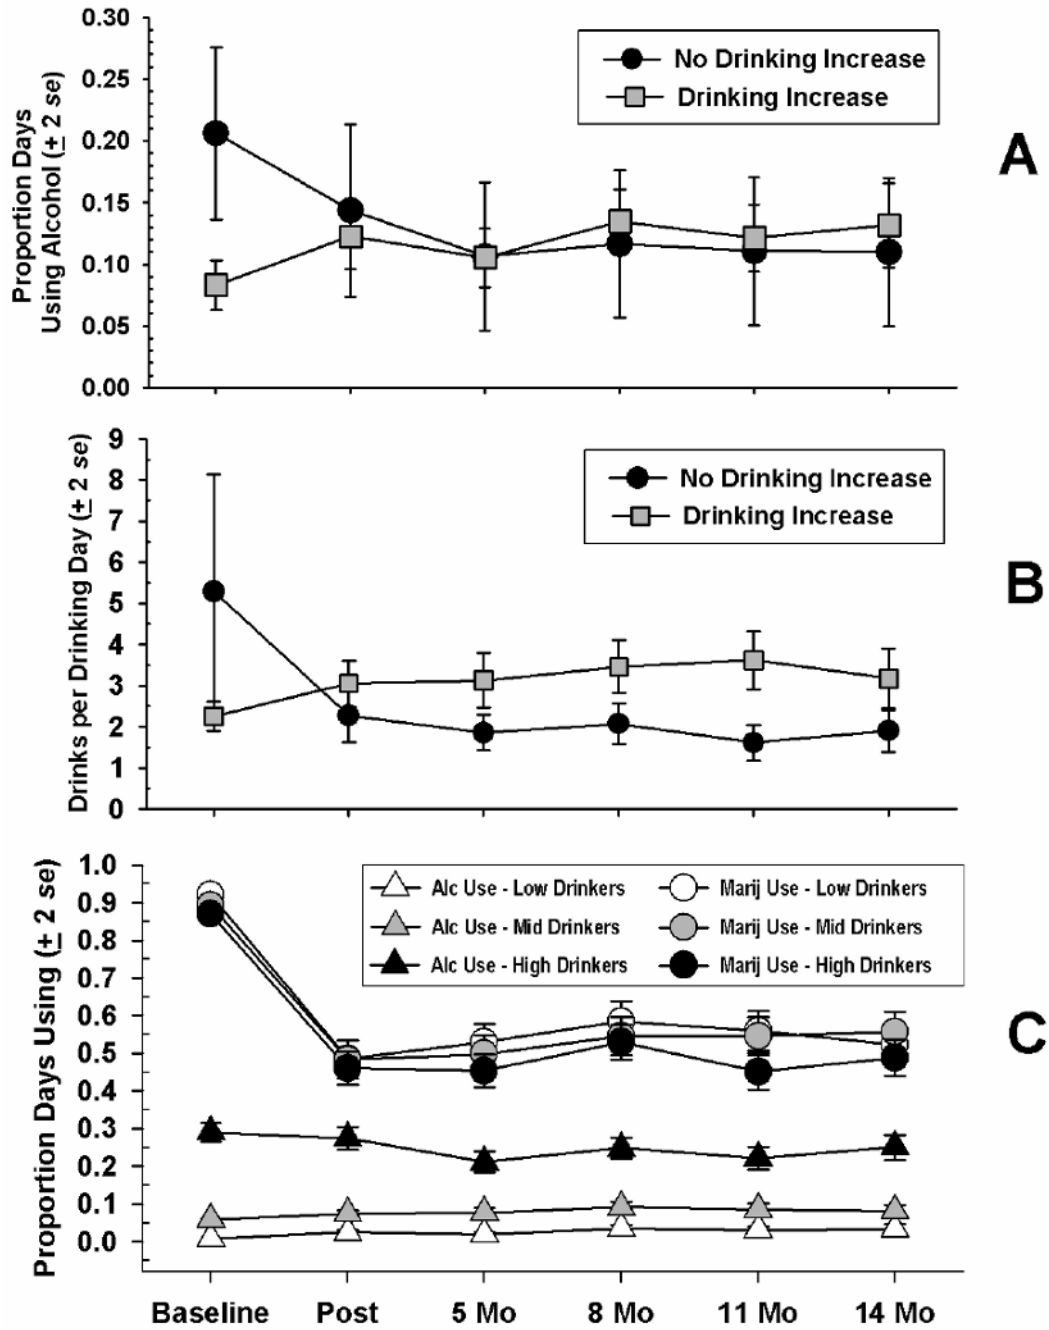 0.30
0.25
0.20
0.15
0.10
0.05
0.00
Proportion Days
Using Alcohol (± 2 se)
No Drinking Increase
Drinking Increase
A
9
8
7
6
5
4
3
2
1
0
Drinks per Drinking Day (± 2 se)
No Drinking Increase
Drinking Increase
B
1.0
0.9
0.8
0.7
0.6
0.5
0.4
0.3
0.2
0.1
0.0
Proportion Days Using (± 2 se)
Alc Use - Low Drinkers
Alc Use - Mid Drinkers
Alc Use - High Drinkers
Marij Use - Low Drinkers
Marij Use - Mid Drinkers
Marij Use - High Drinkers
C
Baseline Post 5 Mo 8 Mo 11 Mo 14 Mo